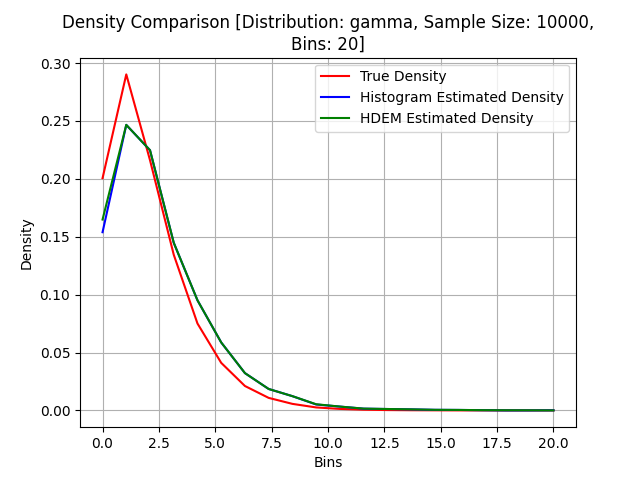 Density Comparison [Distribution: gamma, Sample Size: 10000,
Bins: 20]
True Density
Histogram Estimated Density
HDEM Estimated Density
Density
0.30
0.25
0.20
0.15
0.10
0.05
0.00
0.0 2.5 5.0 7.5 10.0 12.5 15.0 17.5 20.0
Bins